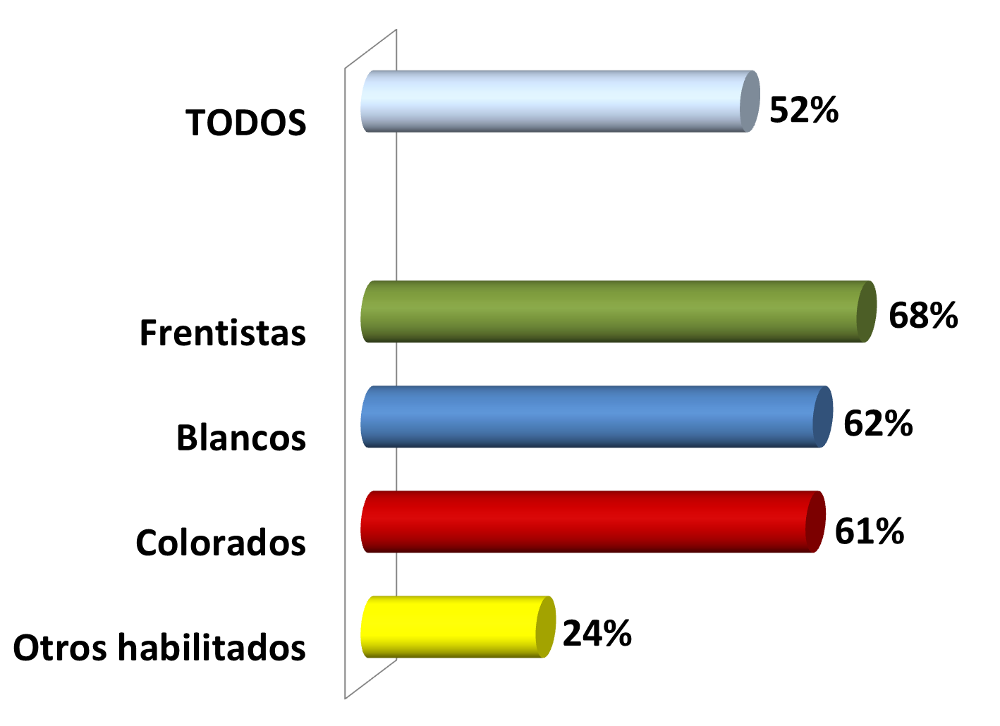 TODOS 52%
Frentistas 68%
Blancos 62%
Colorados 61%
Otros habilitados 24%